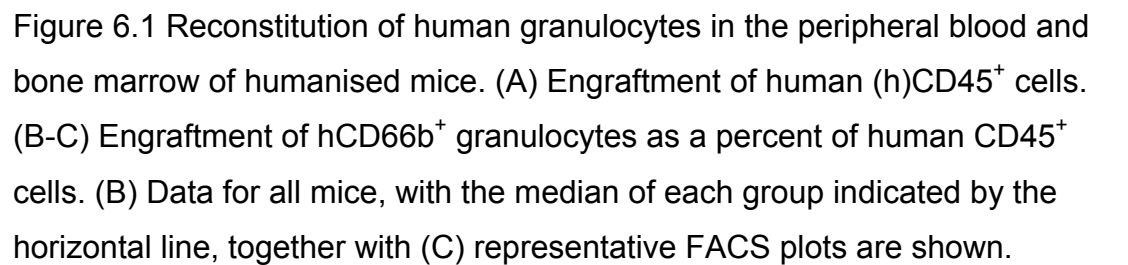 Figure 6.1 Reconstitution of human granulocytes in the peripheral blood and
bone marrow of humanised mice. (A) Engraftment of human (h)CD45⁺ cells.
(B-C) Engraftment of hCD66b⁺ granulocytes as a percent of human CD45⁺
cells. (B) Data for all mice, with the median of each group indicated by the
horizontal line, together with (C) representative FACS plots are shown.